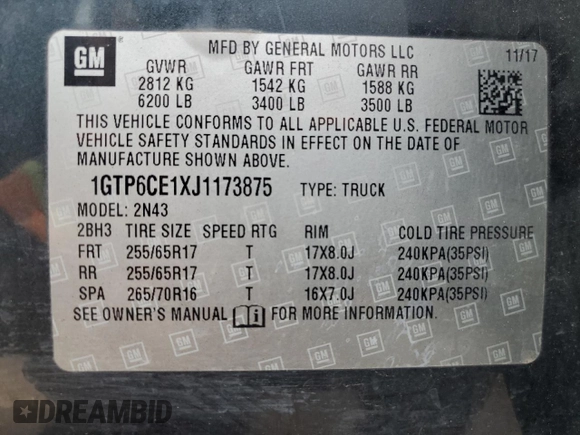 GM
MFD BY GENERAL MOTORS LLC
11/17
GVWR GAWR FRT GAWR RR
2812 KG 1542 KG 1588 KG
6200 LB 3400 LB 3500 LB
THIS VEHICLE CONFORMS TO ALL APPLICABLE U.S. FEDERAL MOTOR
VEHICLE SAFETY STANDARDS IN EFFECT ON THE DATE OF
MANUFACTURE SHOWN ABOVE.
1GTP6CE1XJ1173875 TYPE: TRUCK
MODEL: 2N43
2BH3 TIRE SIZE SPEED RTG RIM COLD TIRE PRESSURE
FRT 255/65R17 T 17X8.0J 240KPA(35PSI)
RR 255/65R17 T 17X8.0J 240KPA(35PSI)
SPA 265/70R16 T 16X7.0J 240KPA(35PSI)
SEE OWNER'S MANUAL FOR MORE INFORMATION.
DREAMBID